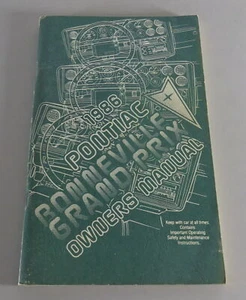 1986
PONTIAC
BONNEVILLE
GRAND PRIX
OWNERS MANUAL
Keep with car at all times
Contains
Important Operating
Safety and Maintenance
Instructions.